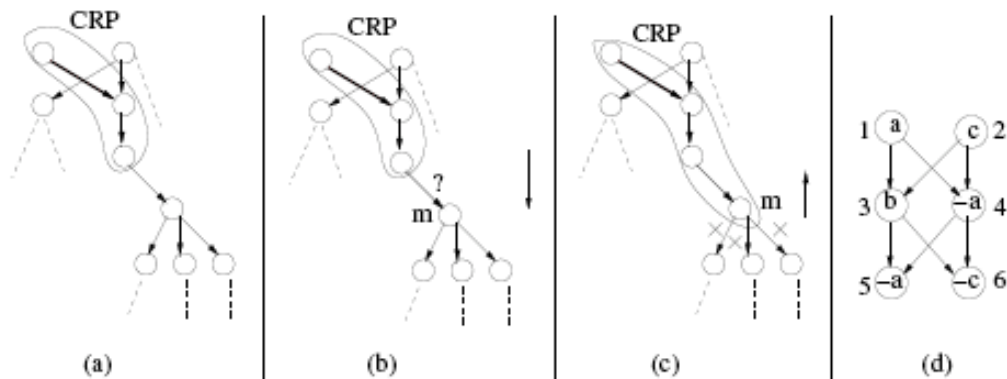 CRP
(a)
CRP
?
m
(b)
CRP
m
(c)
1 a c 2
3 b –a 4
5 –a –c 6
(d)